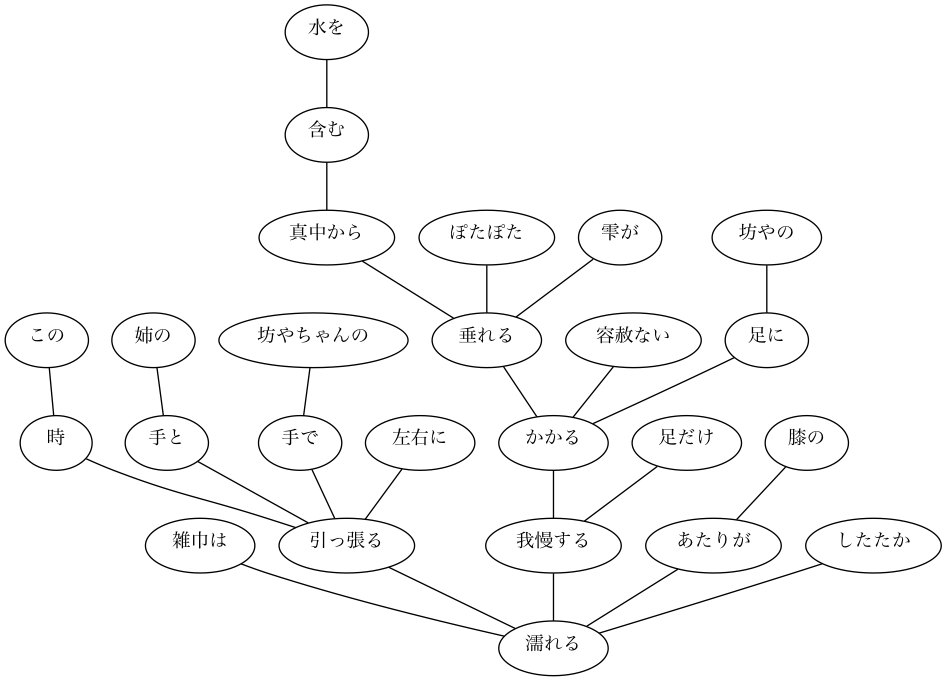 水を
含む
真中から
ぽたぽた
雫が
坊やの
この
姉の
坊やちゃんの
垂れる
容赦ない
足に
時
手と
手で
左右に
かかる
足だけ
膝の
雑巾は
引っ張る
我慢する
あたりが
したたか
濡れる